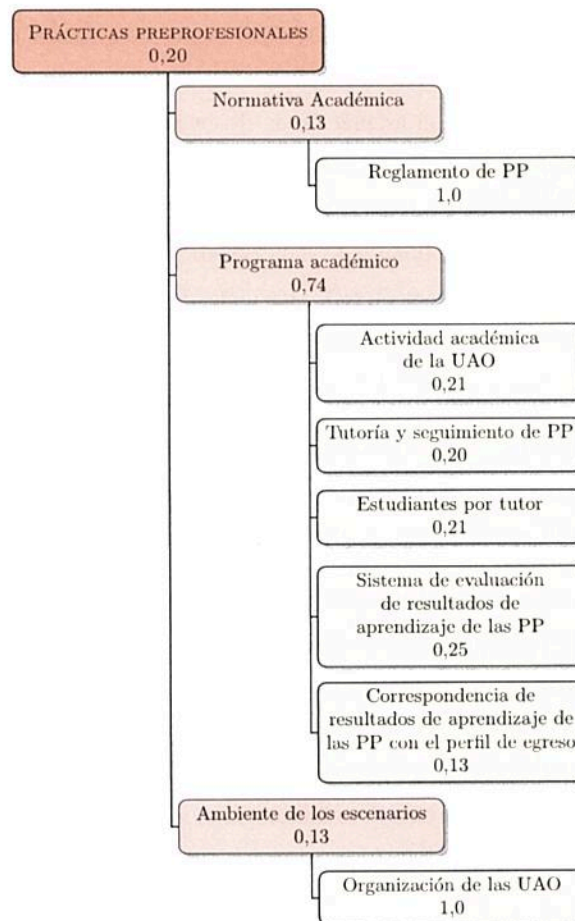 PRÁCTICAS PREPROFESIONALES
0,20
Normativa Académica
0,13
Reglamento de PP
1,0
Programa académico
0,74
Actividad académica
de la UAO
0,21
Tutoría y seguimiento de PP
0,20
Estudiantes por tutor
0,21
Sistema de evaluación
de resultados de
aprendizaje de las PP
0,25
Correspondencia de
resultados de aprendizaje de
las PP con el perfil de egreso
0,13
Ambiente de los escenarios
0,13
Organización de las UAO
1,0